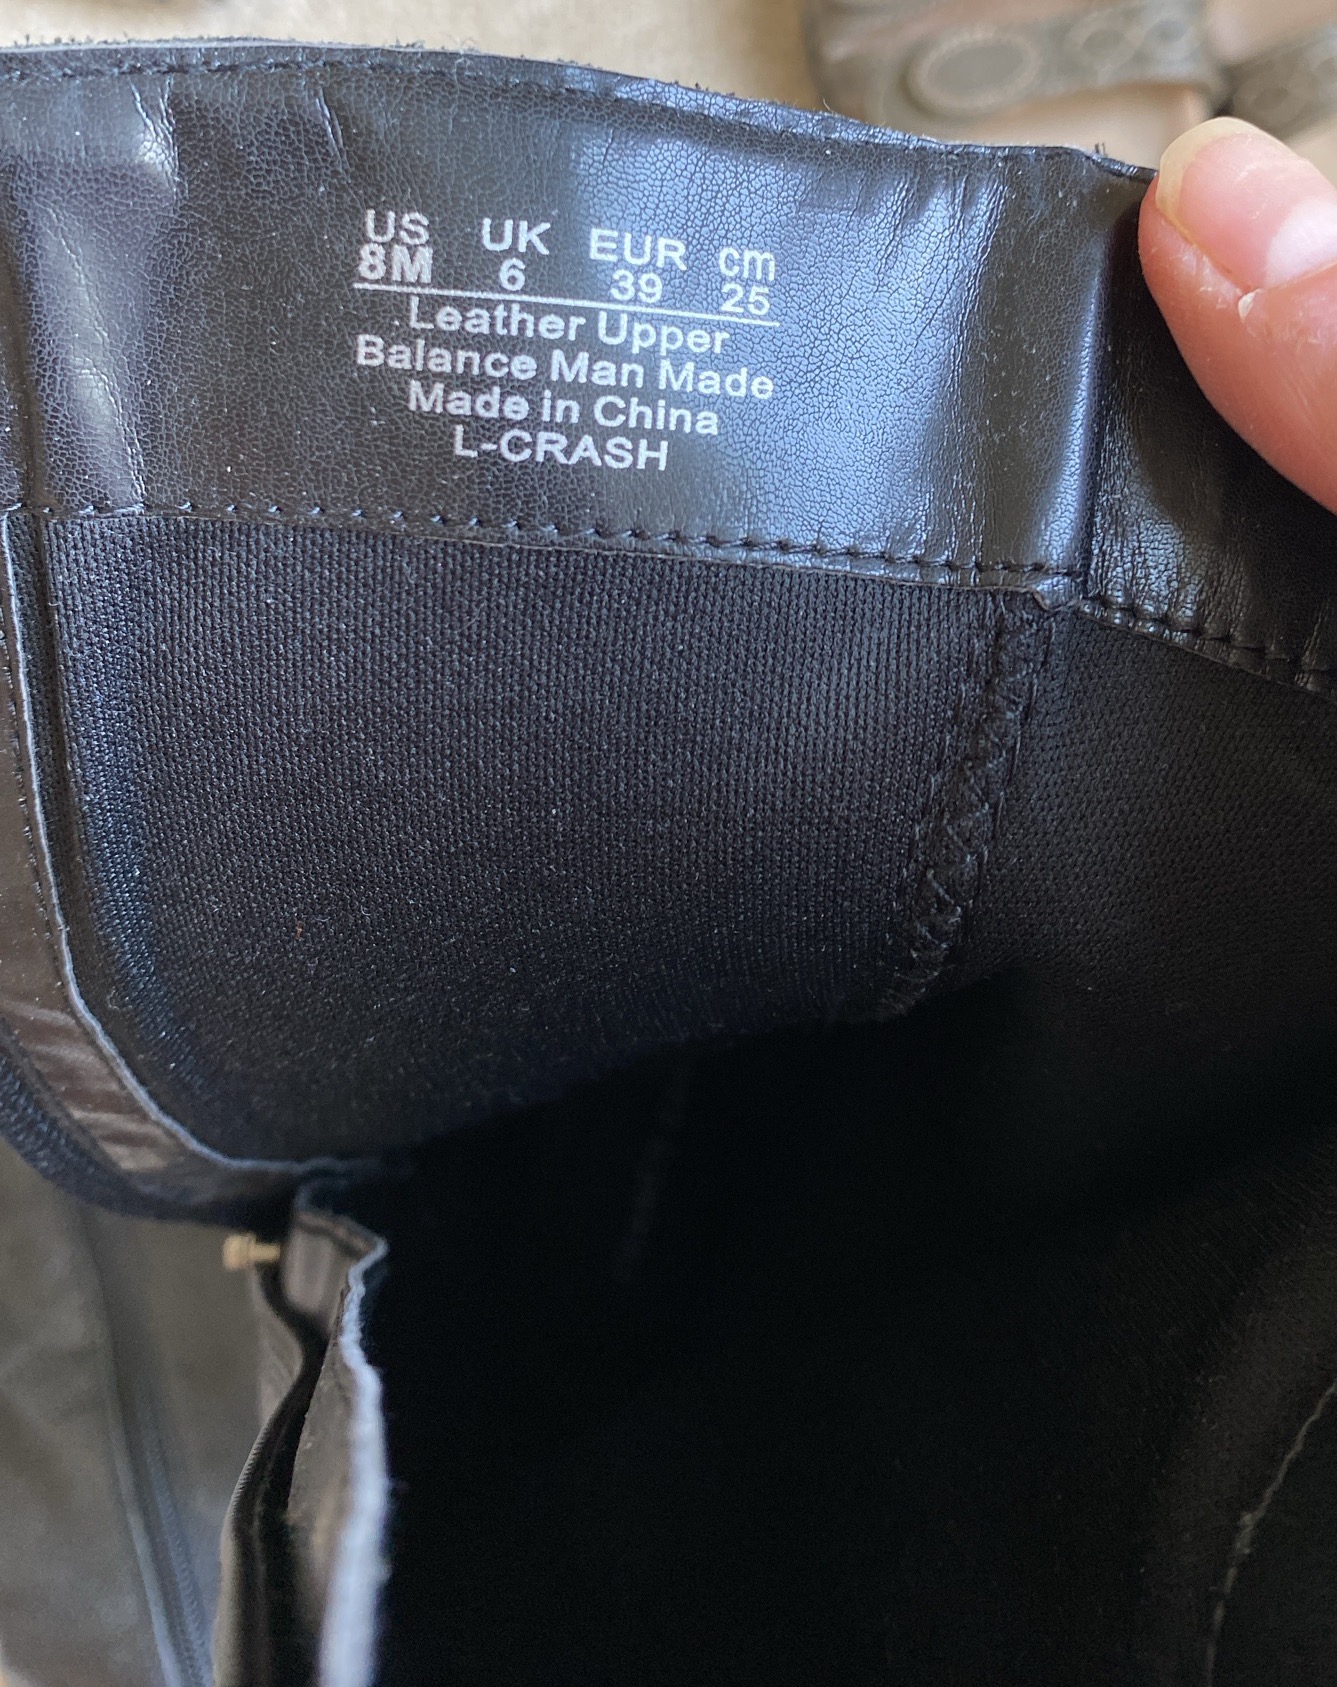 US UK EUR cm
8M 6 39 25
Leather Upper
Balance Man Made
Made in China
L-CRASH